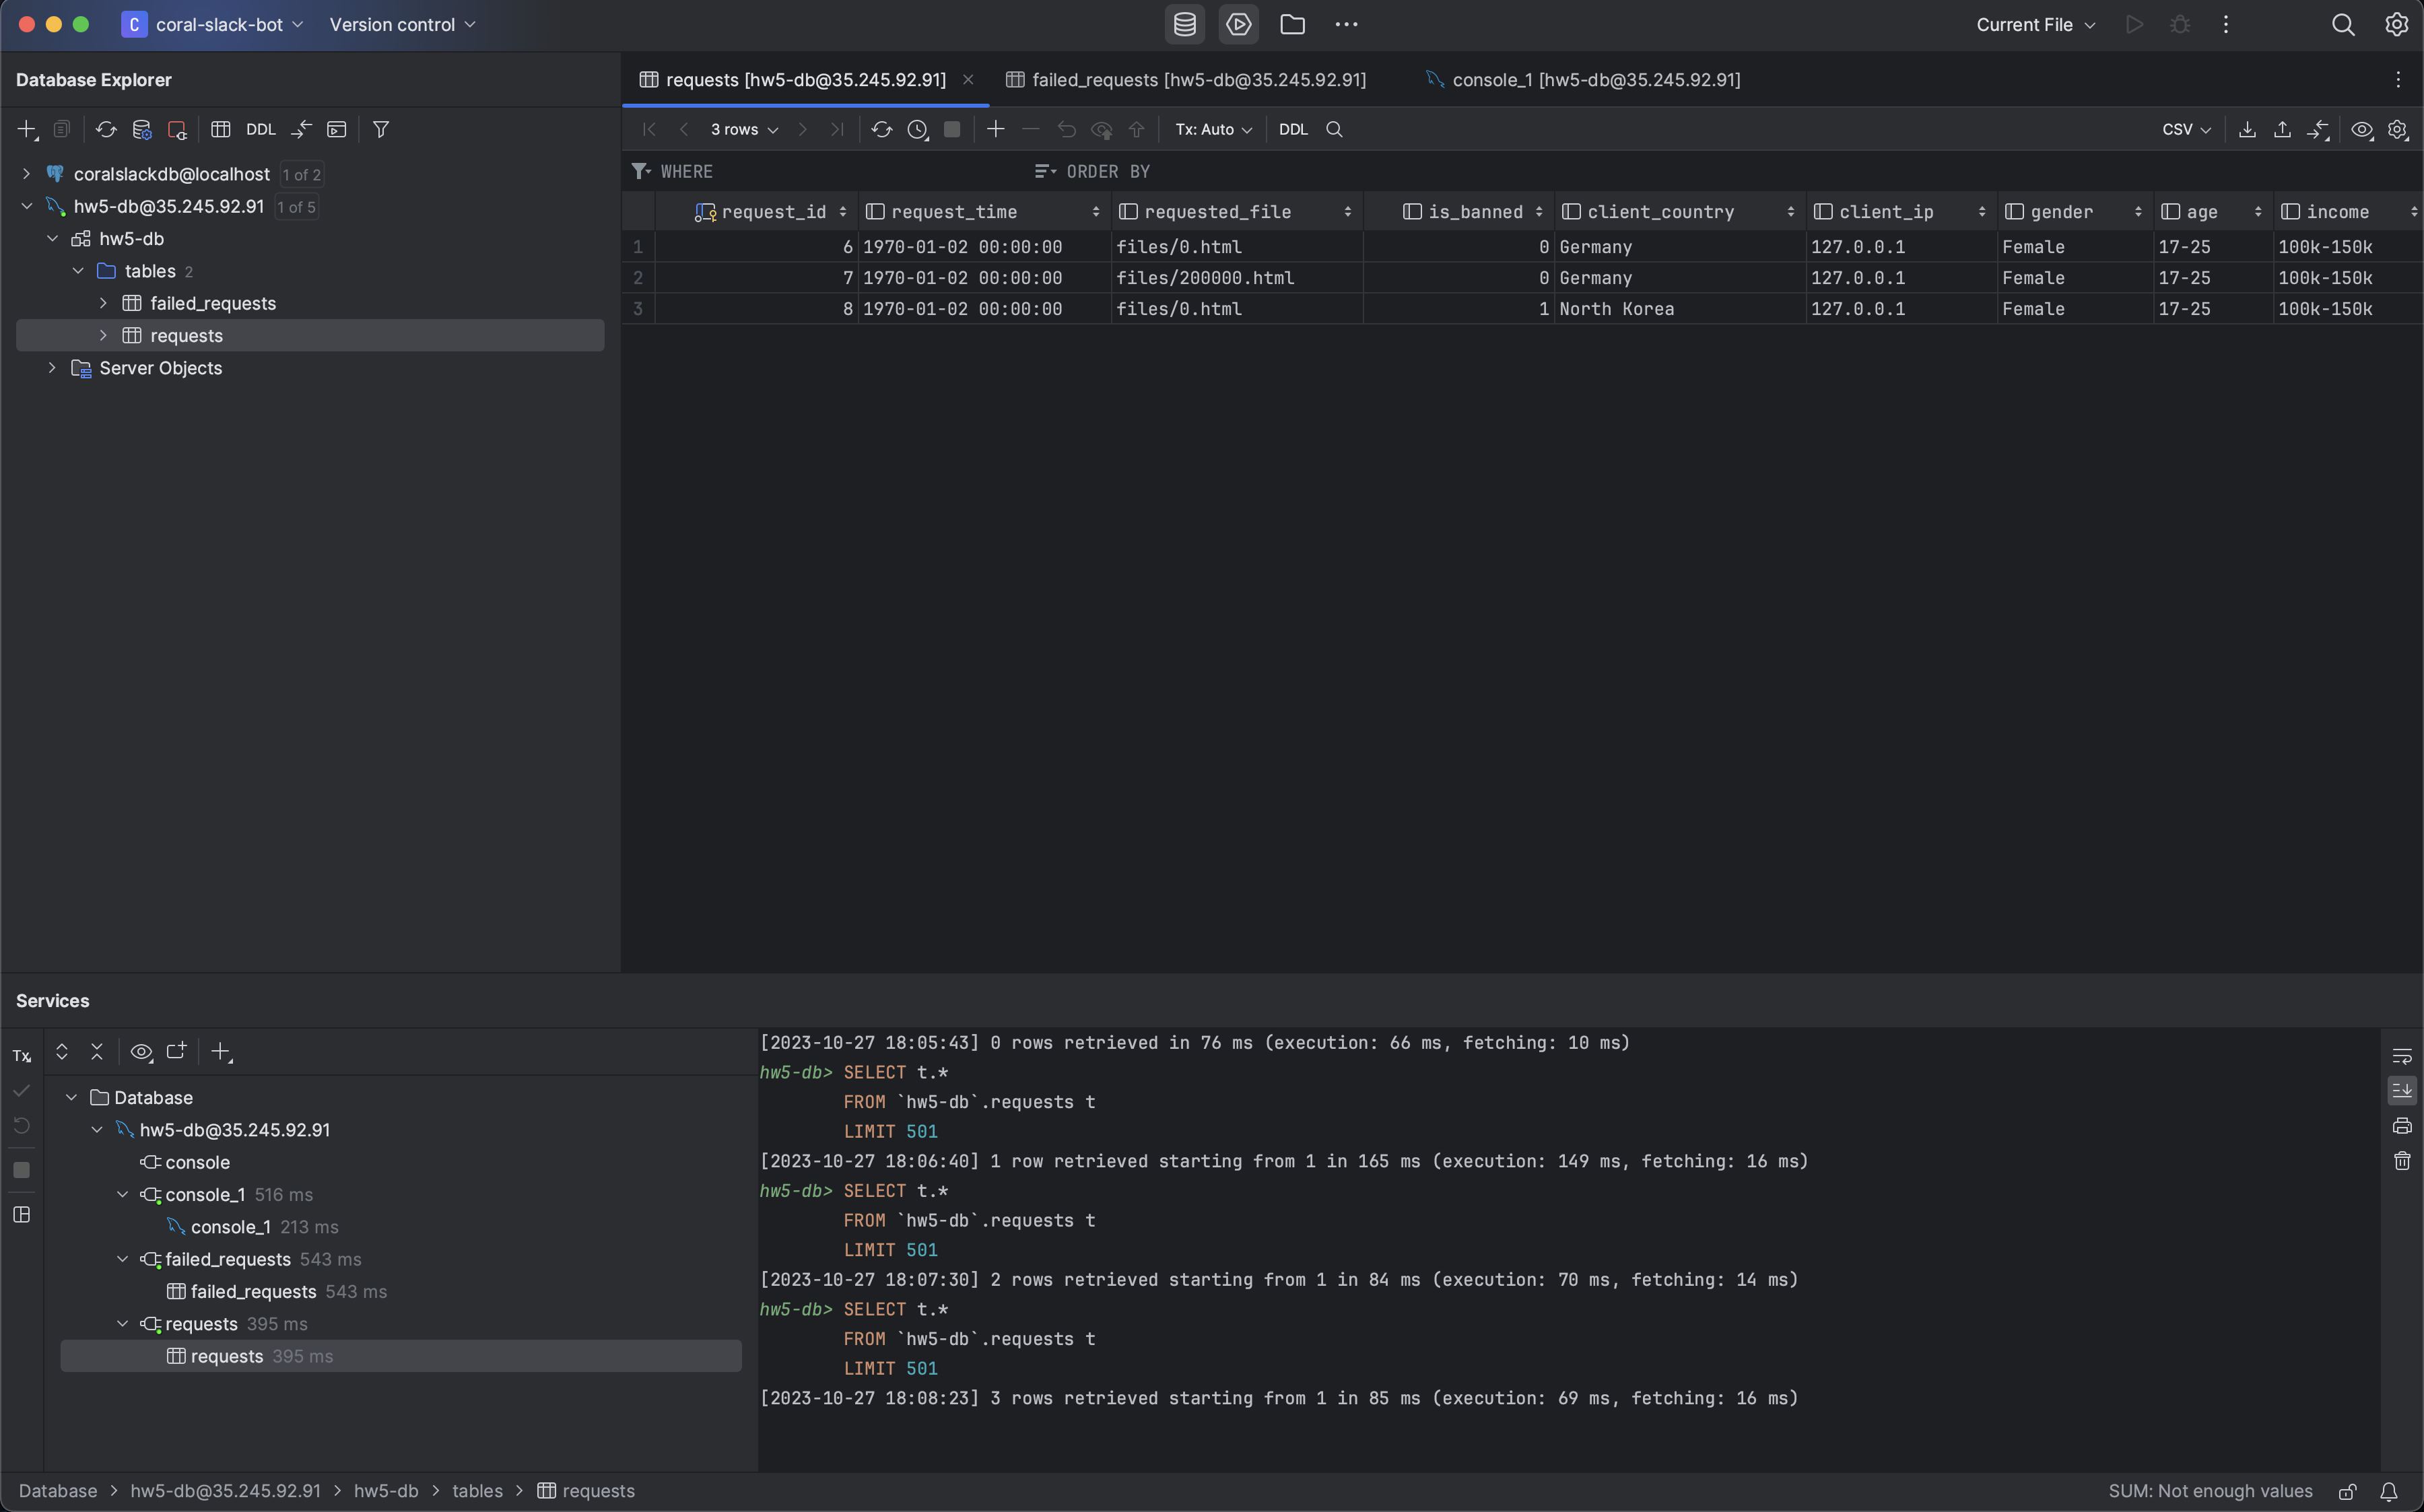 C coral-slack-bot Version control Current File
Database Explorer
requests [hw5-db@35.245.92.91] failed_requests [hw5-db@35.245.92.91] console_1 [hw5-db@35.245.92.91]
DDL 3 rows Tx: Auto DDL CSV
coralslackdb@localhost 1 of 2
hw5-db@35.245.92.91 1 of 5
hw5-db
tables 2
failed_requests
requests
Server Objects
WHERE ORDER BY
request_id request_time requested_file is_banned client_country client_ip gender age income
1 6 1970-01-02 00:00:00 files/0.html 0 Germany 127.0.0.1 Female 17-25 100k-150k
2 7 1970-01-02 00:00:00 files/200000.html 0 Germany 127.0.0.1 Female 17-25 100k-150k
3 8 1970-01-02 00:00:00 files/0.html 1 North Korea 127.0.0.1 Female 17-25 100k-150k
Services
Tx
Database
hw5-db@35.245.92.91
console
console_1 516 ms
console_1 213 ms
failed_requests 543 ms
failed_requests 543 ms
requests 395 ms
requests 395 ms
[2023-10-27 18:05:43] 0 rows retrieved in 76 ms (execution: 66 ms, fetching: 10 ms)
hw5-db> SELECT t.*
FROM `hw5-db`.requests t
LIMIT 501
[2023-10-27 18:06:40] 1 row retrieved starting from 1 in 165 ms (execution: 149 ms, fetching: 16 ms)
hw5-db> SELECT t.*
FROM `hw5-db`.requests t
LIMIT 501
[2023-10-27 18:07:30] 2 rows retrieved starting from 1 in 84 ms (execution: 70 ms, fetching: 14 ms)
hw5-db> SELECT t.*
FROM `hw5-db`.requests t
LIMIT 501
[2023-10-27 18:08:23] 3 rows retrieved starting from 1 in 85 ms (execution: 69 ms, fetching: 16 ms)
Database > hw5-db@35.245.92.91 > hw5-db > tables > requests SUM: Not enough values